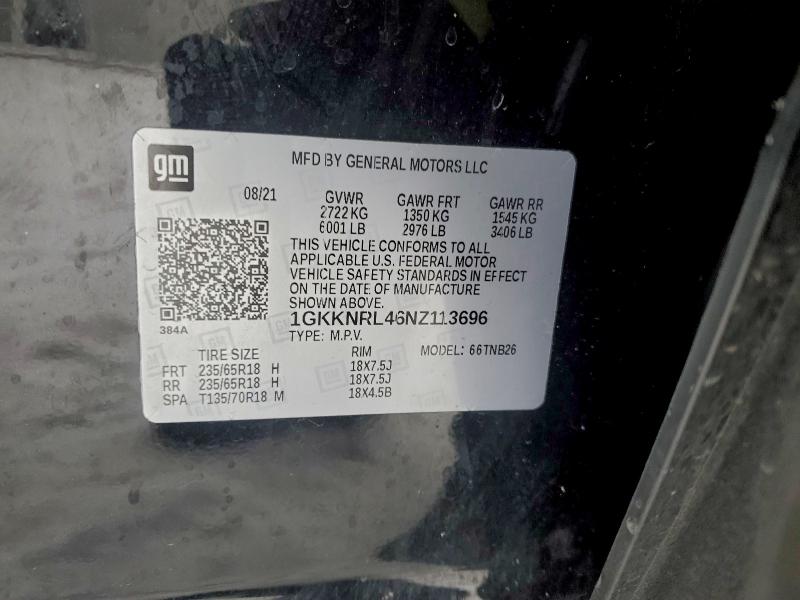 gm
MFD BY GENERAL MOTORS LLC
08/21 GVWR GAWR FRT GAWR RR
2722 KG 1350 KG 1545 KG
6001 LB 2976 LB 3406 LB
THIS VEHICLE CONFORMS TO ALL
APPLICABLE U.S. FEDERAL MOTOR
VEHICLE SAFETY STANDARDS IN EFFECT
ON THE DATE OF MANUFACTURE
SHOWN ABOVE.
384A
1GKKNRL46NZ113696
TYPE: M.P.V.
TIRE SIZE RIM MODEL: 66TNB26
FRT 235/65R18 H 18X7.5J
RR 235/65R18 H 18X7.5J
SPA T135/70R18 M 18X4.5B